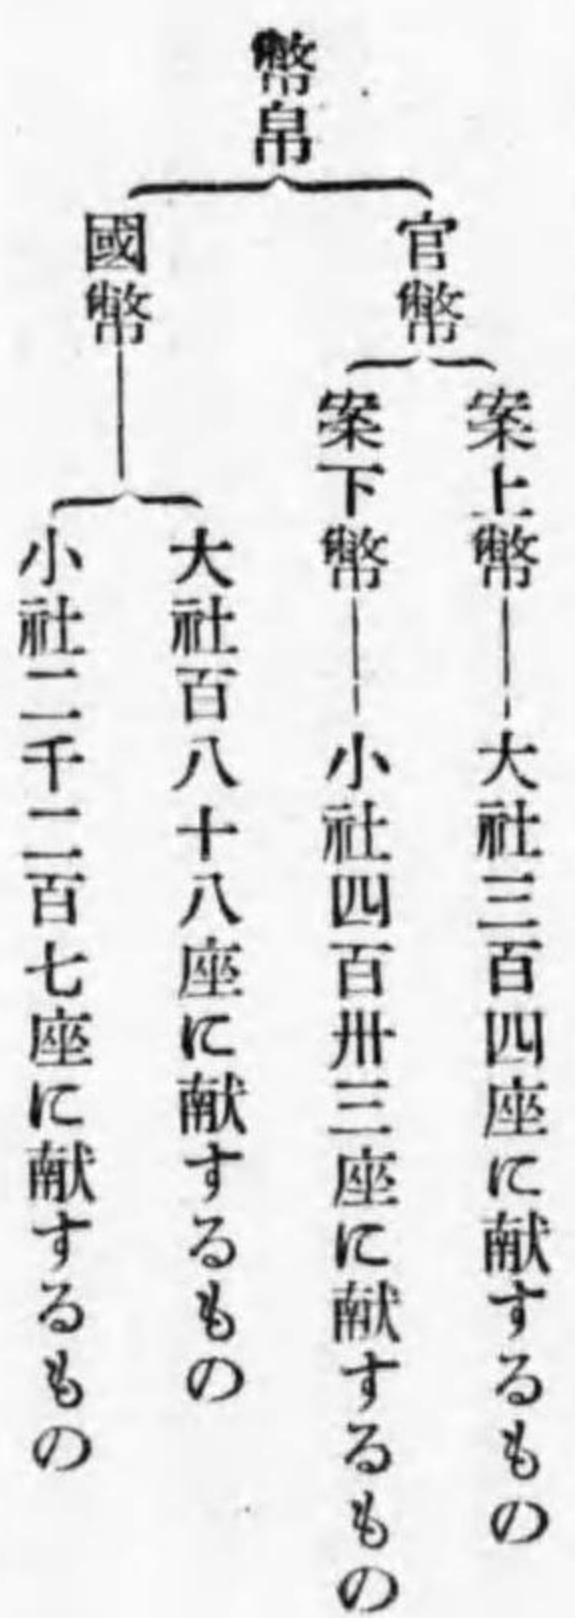 幣帛
官幣
案上幣
大社三百四座に献するもの
案下幣
小社四百卅三座に献するもの
國幣
大社百八十八座に献するもの
小社二千二百七座に献するもの